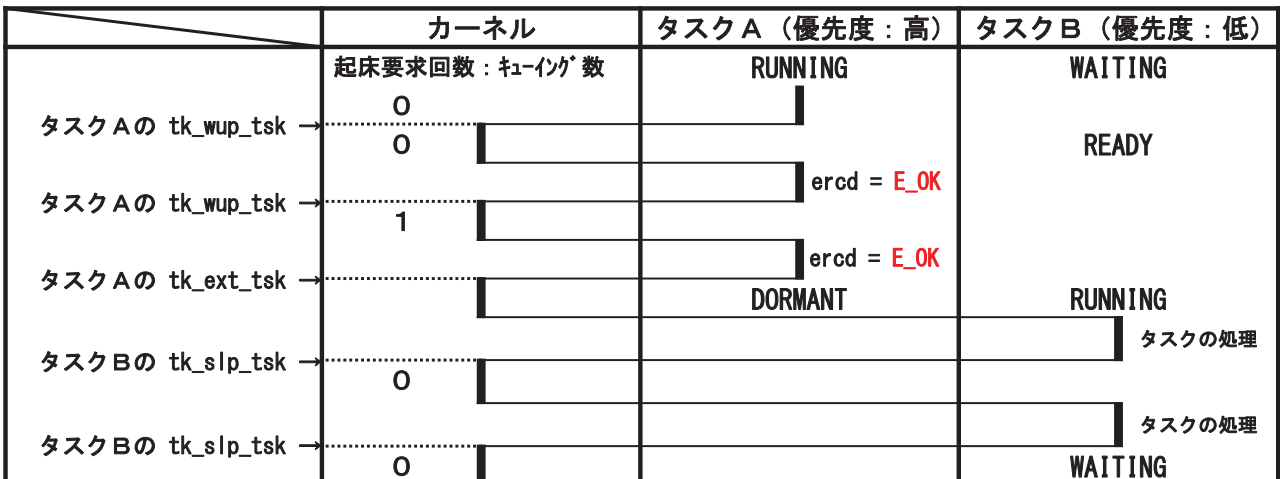 カーネル
タスクA（優先度：高）
タスクB（優先度：低）
起床要求回数：ｷｭｰｲﾝｸﾞ数
RUNNING
WAITING
0
タスクAの tk_wup_tsk →
0
READY
ercd = E_OK
タスクAの tk_wup_tsk →
1
ercd = E_OK
タスクAの tk_ext_tsk →
DORMANT
RUNNING
タスクの処理
タスクBの tk_slp_tsk →
0
タスクの処理
タスクBの tk_slp_tsk →
0
WAITING